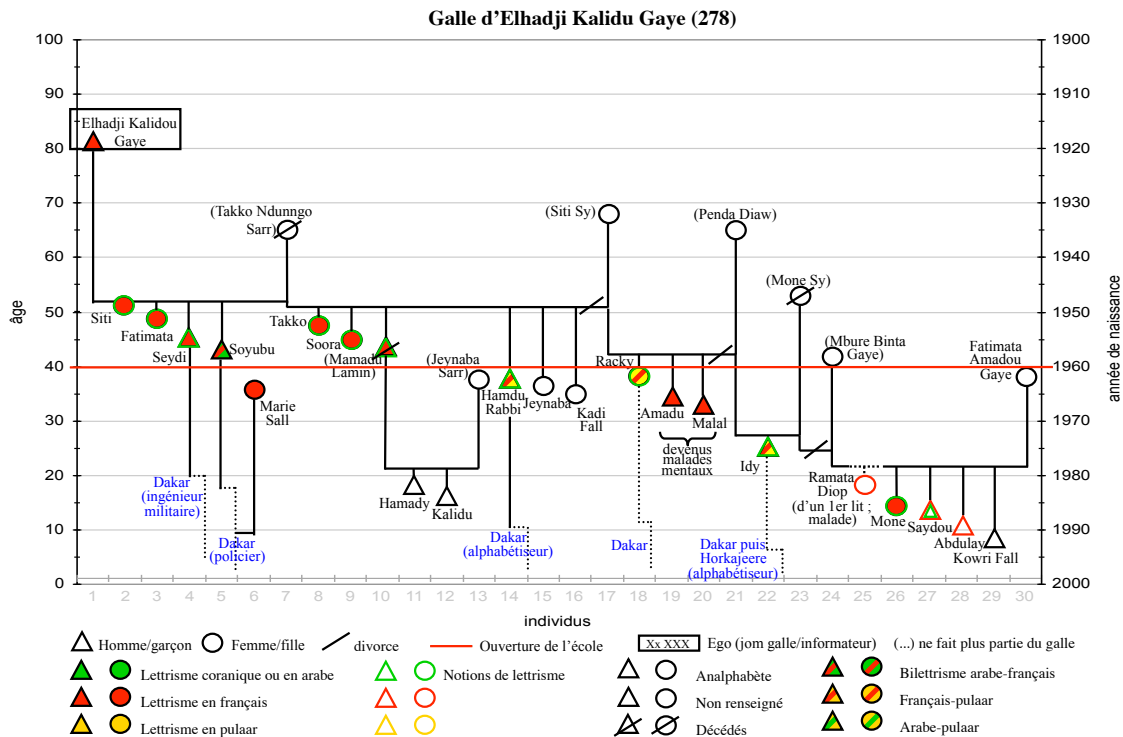 Galle d'Elhadji Kalidu Gaye (278)
100
90
80
70
60
50
40
30
20
10
0
âge
1900
1910
1920
1930
1940
1950
1960
1970
1980
1990
2000
année de naissance
Elhadji Kalidou
Gaye
(Takko Ndunngo
Sarr)
(Siti Sy)
(Penda Diaw)
(Mone Sy)
(Mbure Binta
Gaye)
Fatimata
Amadou
Gaye
Siti
Fatimata
Seydi
Soyubu
Takko
Soora
(Mamadu
Lamin)
(Jeynaba
Sarr)
Hamdu
Rabbi
Jeynaba
Kadi
Fall
Racky
Amadu
Malal
devenus
malades
mentaux
Marie
Sall
Idy
Ramata
Diop
(d'un 1er lit ;
malade)
Hamady
Kalidu
Mone
Saydou
Abdulay
Kowri Fall
Dakar
(ingénieur
militaire)
Dakar
(policier)
Dakar
(alphabétiseur)
Dakar
Dakar puis
Horkajeere
(alphabétiseur)
1 2 3 4 5 6 7 8 9 10 11 12 13 14 15 16 17 18 19 20 21 22 23 24 25 26 27 28 29 30
individus
Homme/garçon Femme/fille divorce Ouverture de l'école Xx XXX Ego (jom galle/informateur) (...) ne fait plus partie du galle
Lettrisme coranique ou en arabe Notions de lettrisme Analphabète Bilettrisme arabe-français
Lettrisme en français Non renseigné Français-pulaar
Lettrisme en pulaar Décédés Arabe-pulaar